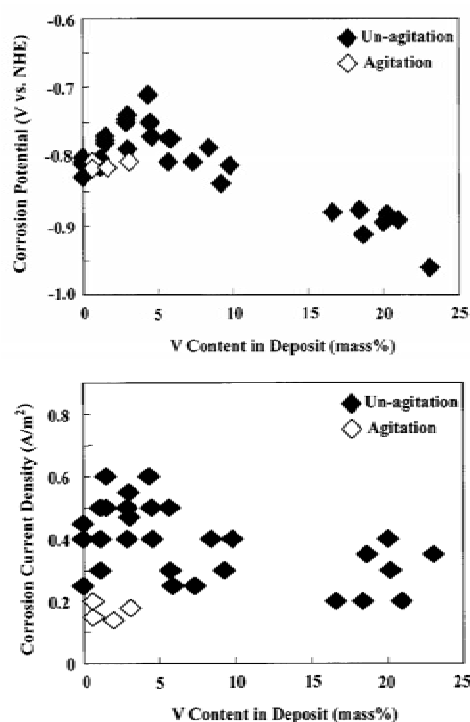 -0.6
Un-agitation
Agitation
-0.7
-0.8
-0.9
-1.0
Corrosion Potential (V vs. NHE)
0 5 10 15 20 25
V Content in Deposit (mass%)
Un-agitation
Agitation
0.8
0.6
0.4
0.2
0
Corrosion Current Density (A/m²)
0 5 10 15 20 25
V Content in Deposit (mass%)